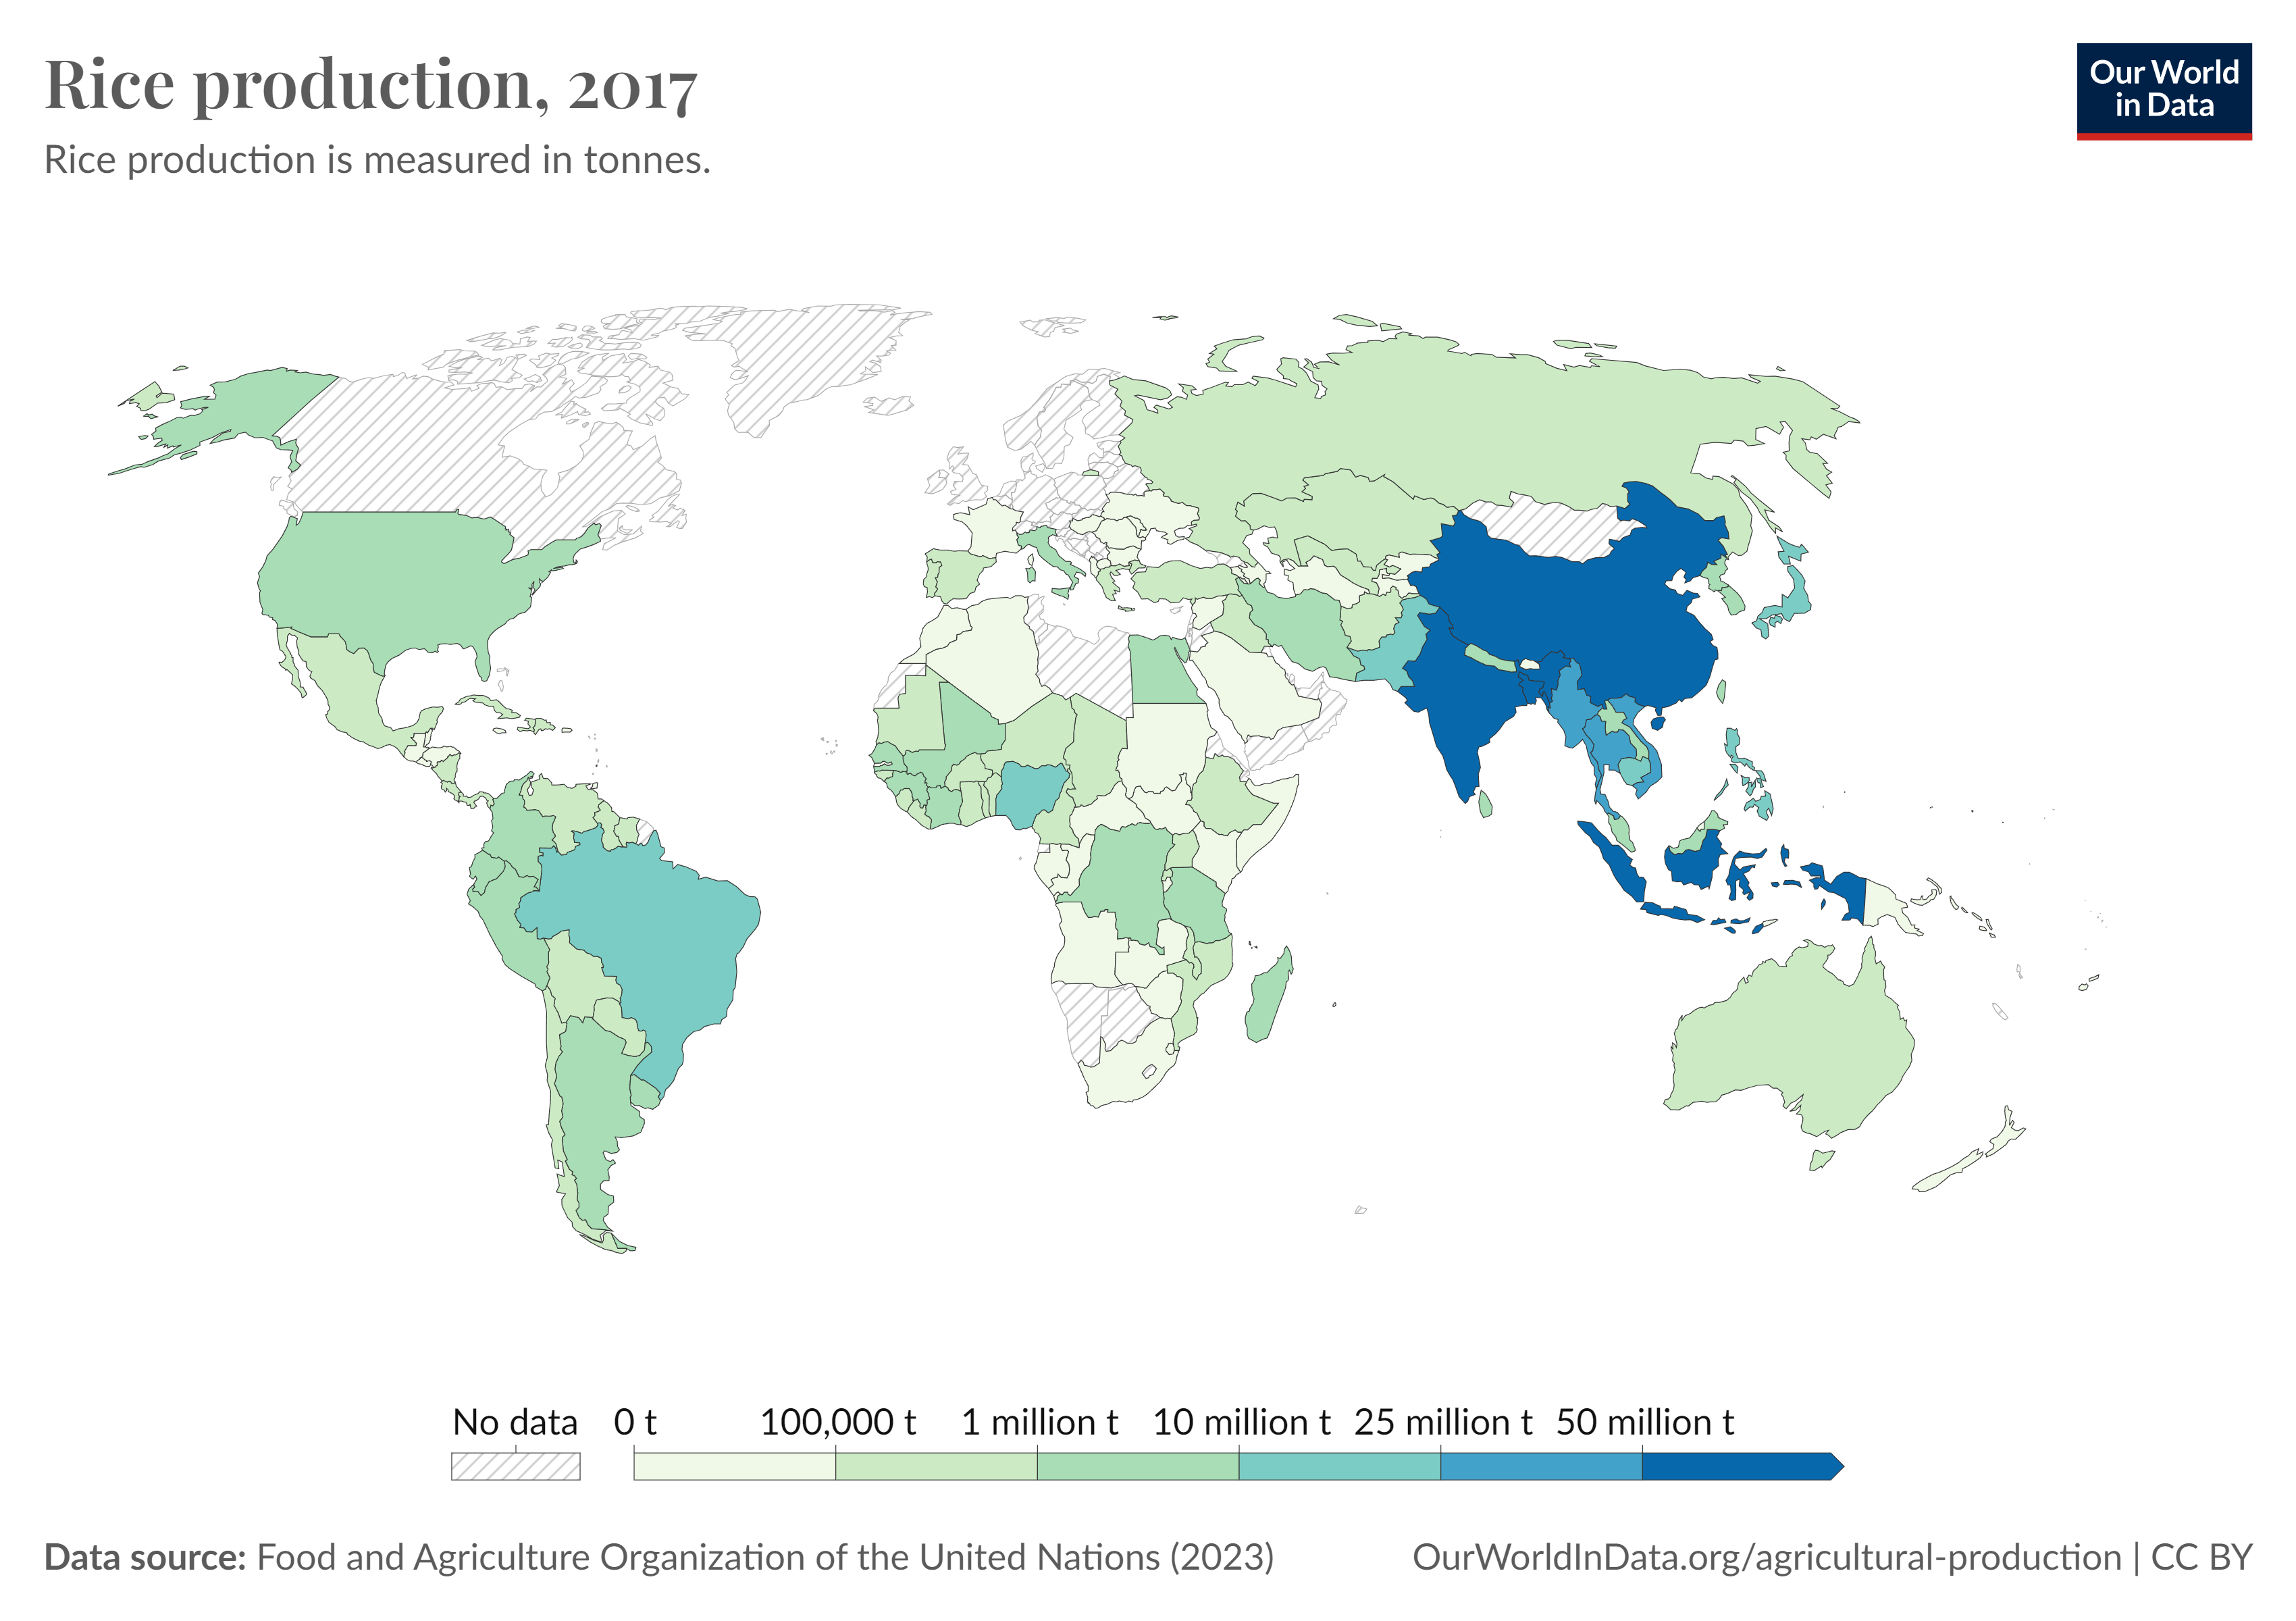 Rice production, 2017
Rice production is measured in tonnes.
Our World
in Data
No data 0 t 100,000 t 1 million t 10 million t 25 million t 50 million t
Data source: Food and Agriculture Organization of the United Nations (2023) OurWorldInData.org/agricultural-production | CC BY